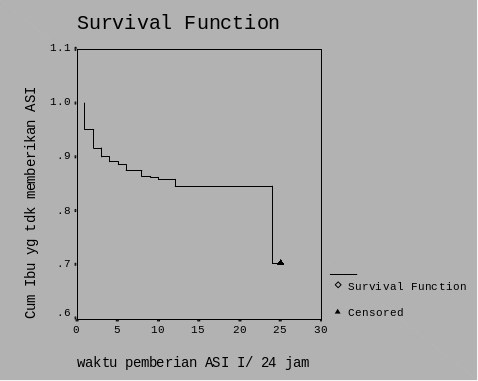 Survival Function
1.1
1.0
.9
.8
.7
.6
Cum Ibu yg tdk memberikan ASI
0 5 10 15 20 25 30
waktu pemberian ASI I/ 24 jam
Survival Function
Censored